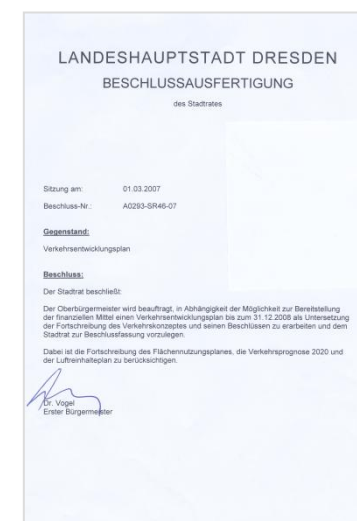 LANDESHAUPTSTADT DRESDEN
BESCHLUSSAUSFERTIGUNG
des Stadtrates
Sitzung am: 01.03.2007
Beschluss-Nr.: A0293-SR46-07
Gegenstand:
Verkehrsentwicklungsplan
Beschluss:
Der Stadtrat beschließt:
Der Oberbürgermeister wird beauftragt, in Abhängigkeit der Möglichkeit zur Bereitstellung
der finanziellen Mittel einen Verkehrsentwicklungsplan bis zum 31.12.2008 als Untersetzung
der Fortschreibung des Verkehrskonzeptes und seinen Beschlüssen zu erarbeiten und dem
Stadtrat zur Beschlussfassung vorzulegen.
Dabei ist die Fortschreibung des Flächennutzungsplanes, die Verkehrsprognose 2020 und
der Luftreinhalteplan zu berücksichtigen.
Dr. Vogel
Erster Bürgermeister